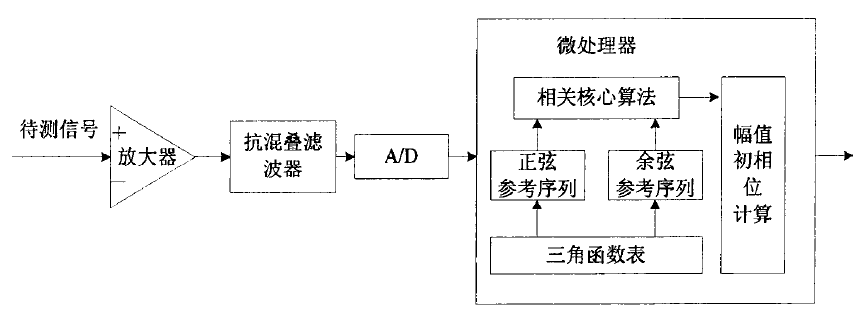 微处理器
相关核心算法
待测信号
+
放大器
−
抗混叠滤
波器
A/D
正弦
参考序列
余弦
参考序列
幅值
初相
位
计算
三角函数表